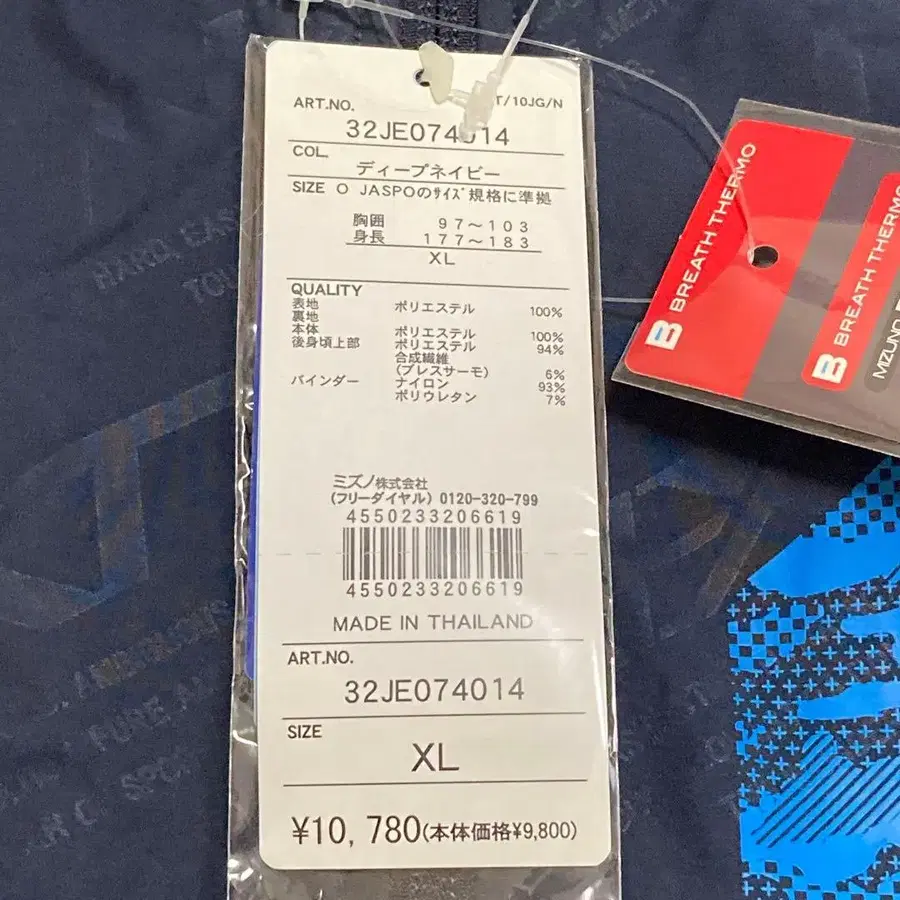 T/10JG/N
ART.NO.
32JE074014
COL.
ディープネイビー
SIZE O JASPOのｻｲｽﾞ規格に準拠
胸囲 97～103
身長 177～183
XL
QUALITY
表地 ポリエステル 100%
裏地
本体 ポリエステル 100%
後身頃上部 ポリエステル 94%
合成繊維
(ブレスサーモ) 6%
バインダー ナイロン 93%
ポリウレタン 7%
ミズノ株式会社
(フリーダイヤル) 0120-320-799
4550233206619
4550233206619
MADE IN THAILAND
ART.NO.
32JE074014
SIZE
XL
¥10,780(本体価格¥9,800)
B BREATH THERMO
B BREATH THERMO
MIZUNO
HARD